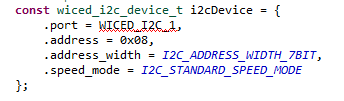 const wiced_i2c_device_t i2cDevice = {
.port = WICED_I2C_1,
.address = 0x08,
.address_width = I2C_ADDRESS_WIDTH_7BIT,
.speed_mode = I2C_STANDARD_SPEED_MODE
};